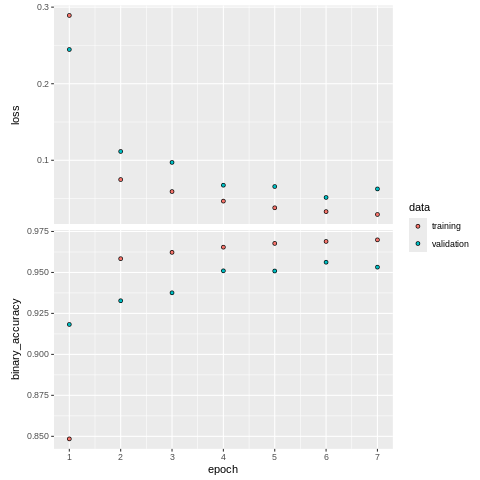 0.3
0.2
0.1
loss
0.975
0.950
0.925
0.900
0.875
0.850
binary_accuracy
1 2 3 4 5 6 7
epoch
data
training
validation